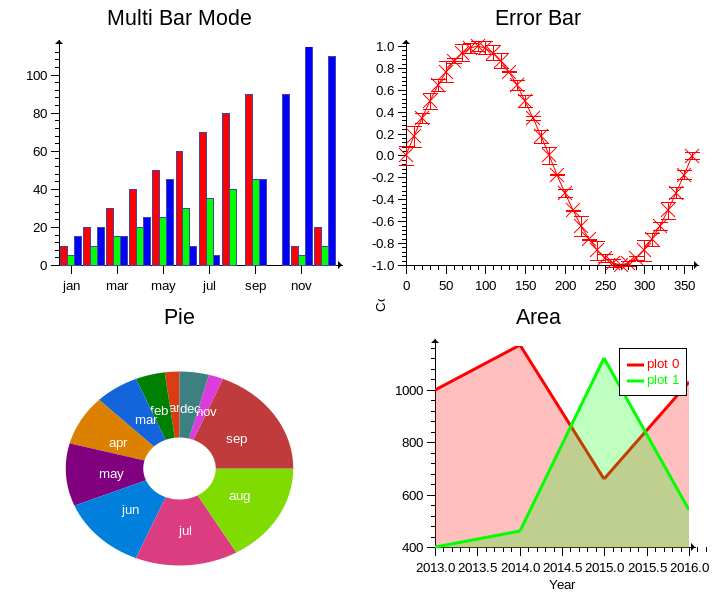 Multi Bar Mode
100
80
60
40
20
0
jan mar may jul sep nov
Error Bar
1.0
0.8
0.6
0.4
0.2
0.0
-0.2
-0.4
-0.6
-0.8
-1.0
0 50 100 150 200 250 300 350
Pie
feb
dec
nov
mar
sep
apr
may
aug
jun
jul
Area
plot 0
plot 1
1000
800
600
400
2013.0 2013.5 2014.0 2014.5 2015.0 2015.5 2016.0
Year